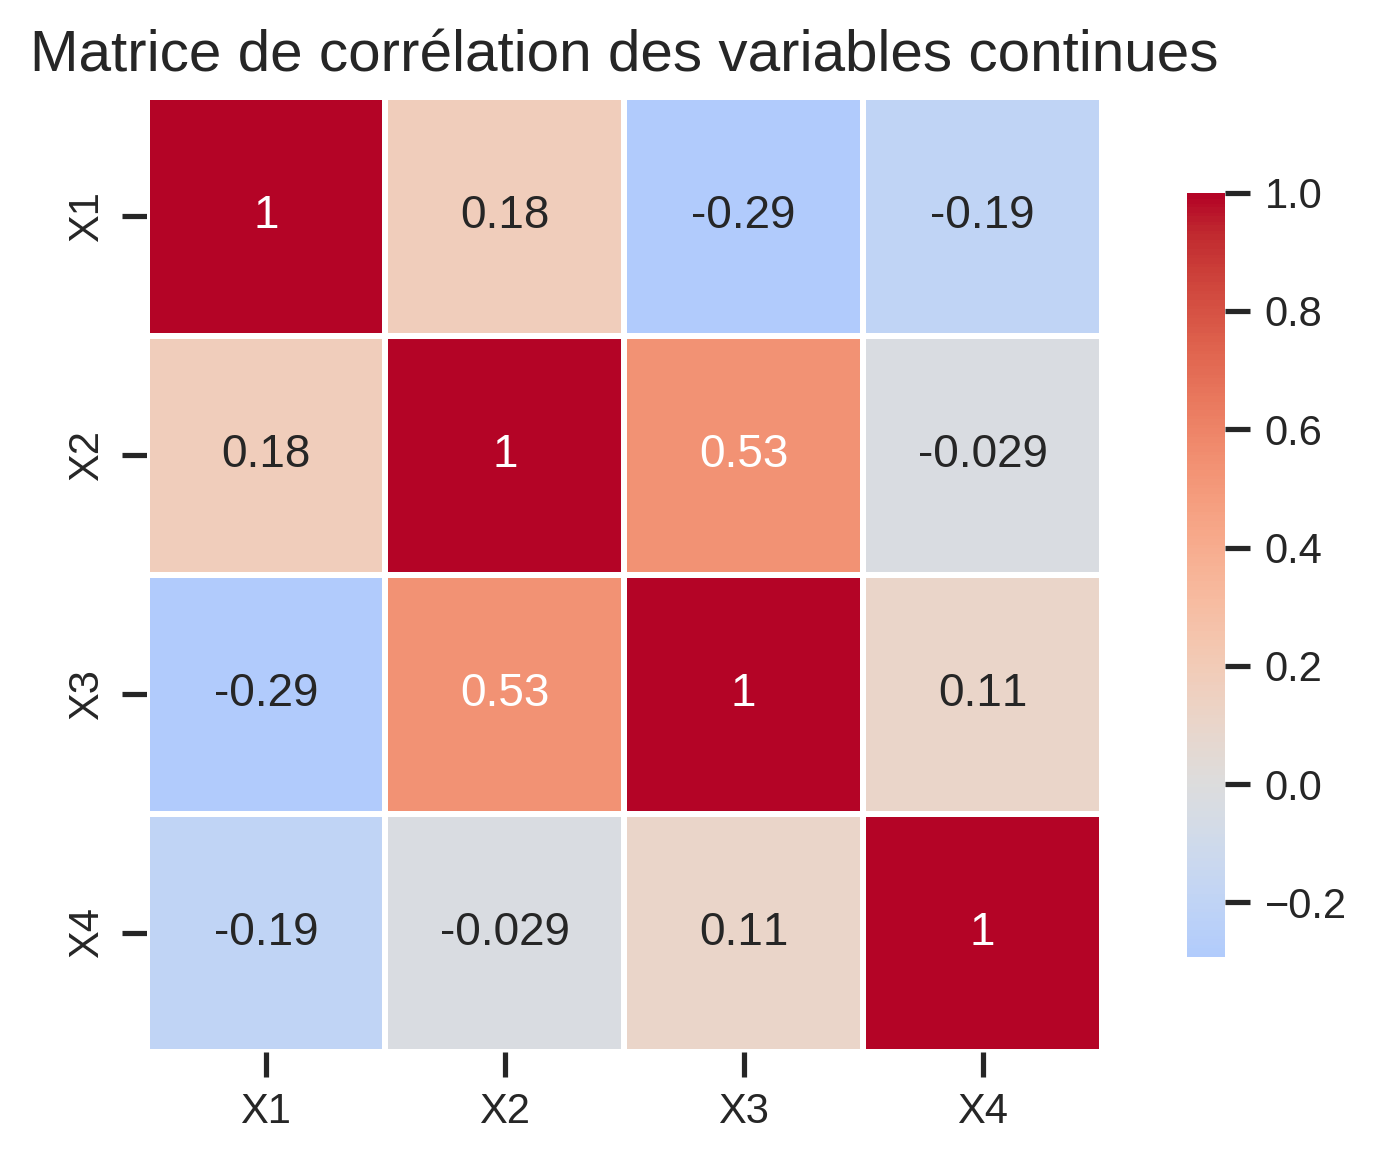 Matrice de corrélation des variables continues
X1 1 0.18 -0.29 -0.19
X2 0.18 1 0.53 -0.029
X3 -0.29 0.53 1 0.11
X4 -0.19 -0.029 0.11 1
X1 X2 X3 X4
1.0
0.8
0.6
0.4
0.2
0.0
−0.2